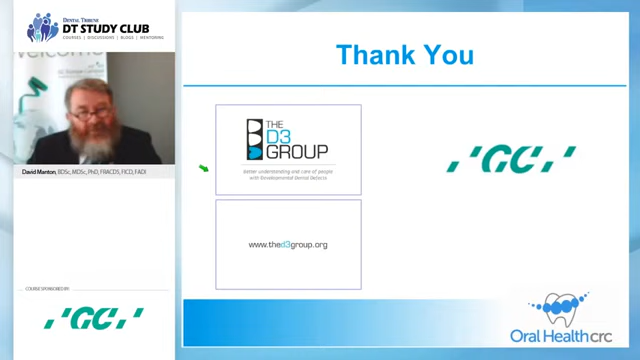 DENTAL TRIBUNE
DT STUDY CLUB
COURSES | DISCUSSIONS | BLOGS | MENTORING
Welcome
David Manton, BDSc, MDSc, PhD, FRACDS, FICD, FADI
COURSE SPONSORED BY:
GC
Thank You
THE
D3
GROUP
better understanding and care of people
with Developmental Dental Defects
www.thed3group.org
GC
Oral Health crc